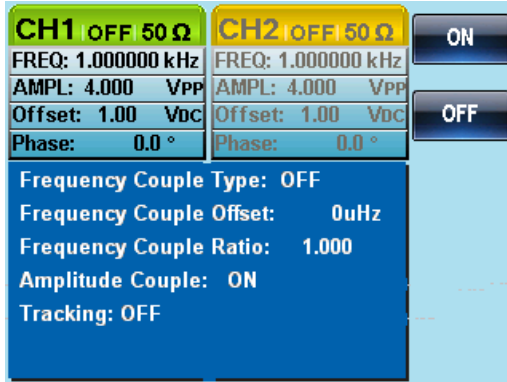 CH1 OFF 50 Ω
FREQ: 1.000000 kHz
AMPL: 4.000 VPP
Offset: 1.00 VDC
Phase: 0.0 °
CH2 OFF 50 Ω
FREQ: 1.000000 kHz
AMPL: 4.000 VPP
Offset: 1.00 VDC
Phase: 0.0 °
ON
OFF
Frequency Couple Type: OFF
Frequency Couple Offset: 0uHz
Frequency Couple Ratio: 1.000
Amplitude Couple: ON
Tracking: OFF